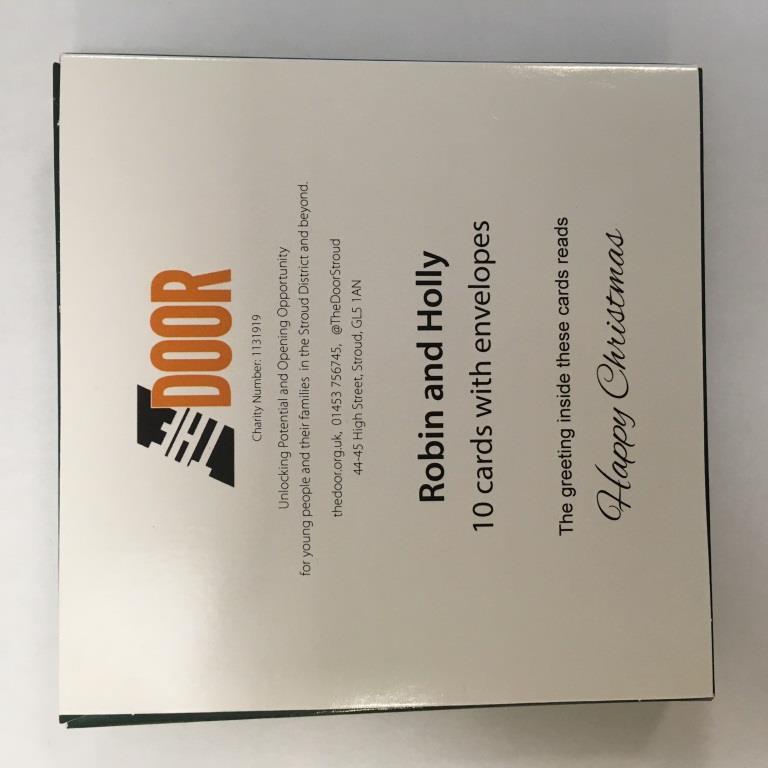 THE DOOR
Charity Number: 1131919
Unlocking Potential and Opening Opportunity
for young people and their families in the Stroud District and beyond.
thedoor.org.uk, 01453 756745, @TheDoorStroud
44-45 High Street, Stroud, GL5 1AN
Robin and Holly
10 cards with envelopes
The greeting inside these cards reads
Happy Christmas